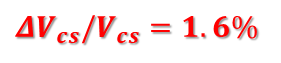 ΔV_cs/V_cs = 1.6%